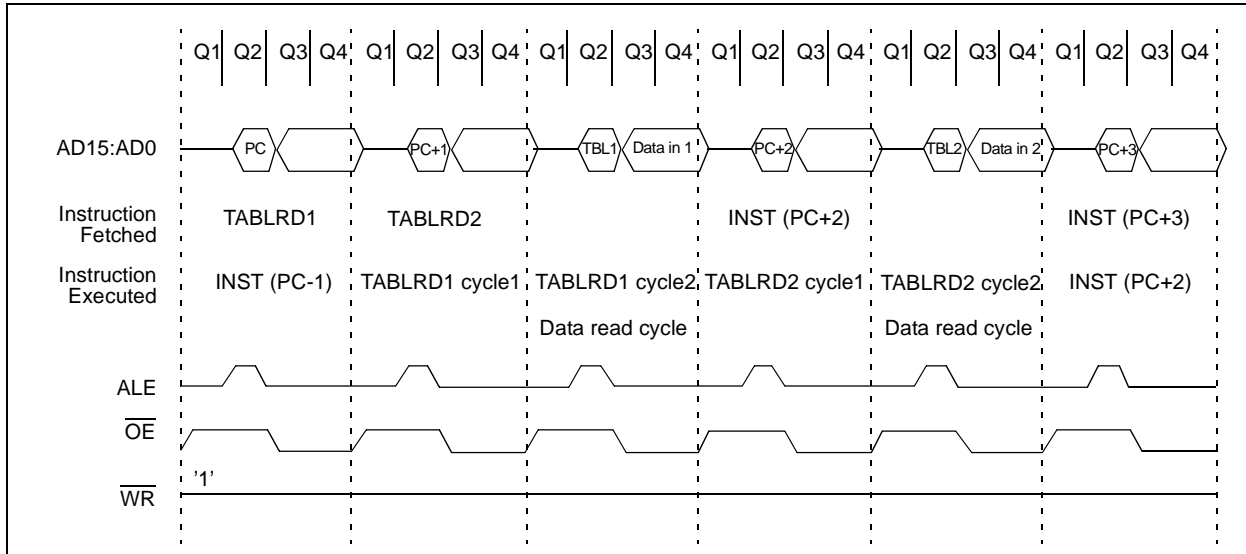 Q1 Q2 Q3 Q4 Q1 Q2 Q3 Q4 Q1 Q2 Q3 Q4 Q1 Q2 Q3 Q4 Q1 Q2 Q3 Q4 Q1 Q2 Q3 Q4
AD15:AD0 PC PC+1 TBL1 Data in 1 PC+2 TBL2 Data in 2 PC+3
Instruction
Fetched
TABLRD1 TABLRD2 INST (PC+2) INST (PC+3)
Instruction
Executed
INST (PC-1) TABLRD1 cycle1 TABLRD1 cycle2 TABLRD2 cycle1 TABLRD2 cycle2 INST (PC+2)
Data read cycle Data read cycle
ALE
OE
'1'
WR